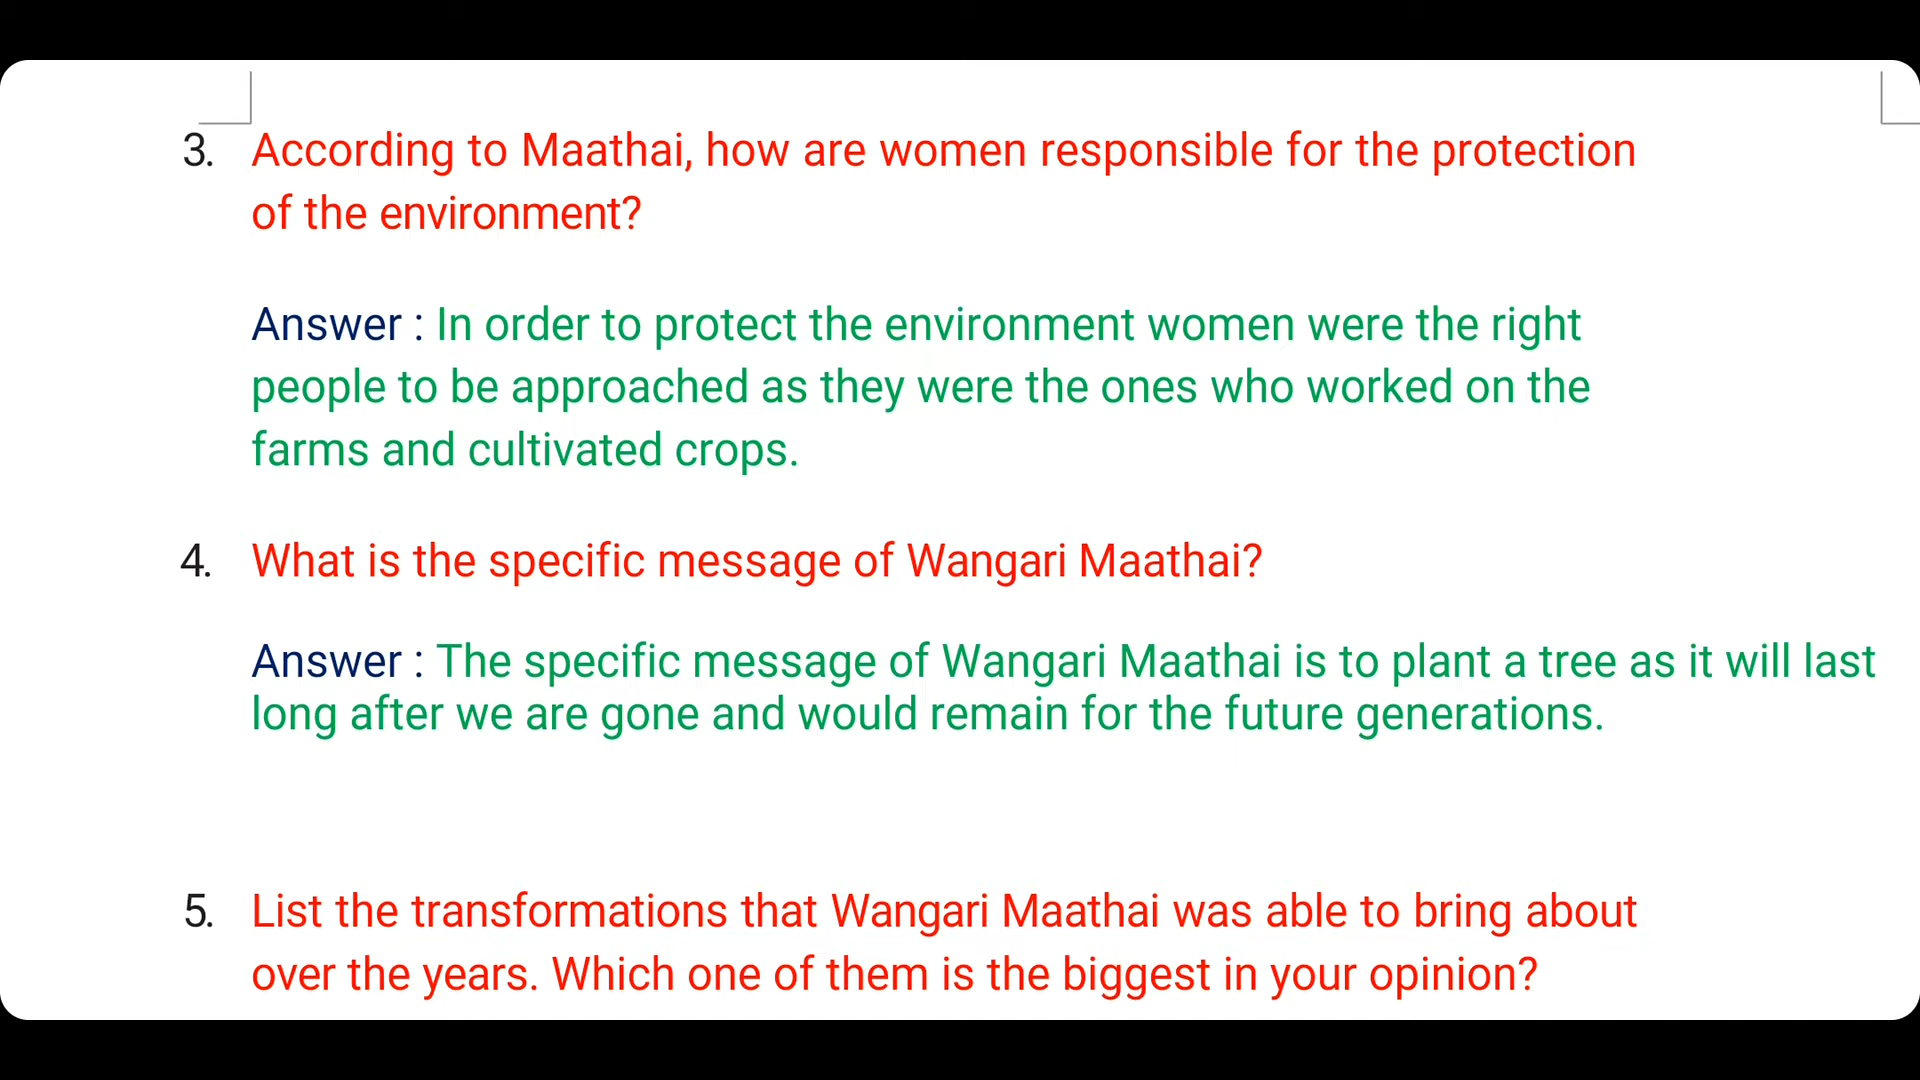 3. According to Maathai, how are women responsible for the protection
of the environment?
Answer : In order to protect the environment women were the right
people to be approached as they were the ones who worked on the
farms and cultivated crops.
4. What is the specific message of Wangari Maathai?
Answer : The specific message of Wangari Maathai is to plant a tree as it will last
long after we are gone and would remain for the future generations.
5. List the transformations that Wangari Maathai was able to bring about
over the years. Which one of them is the biggest in your opinion?